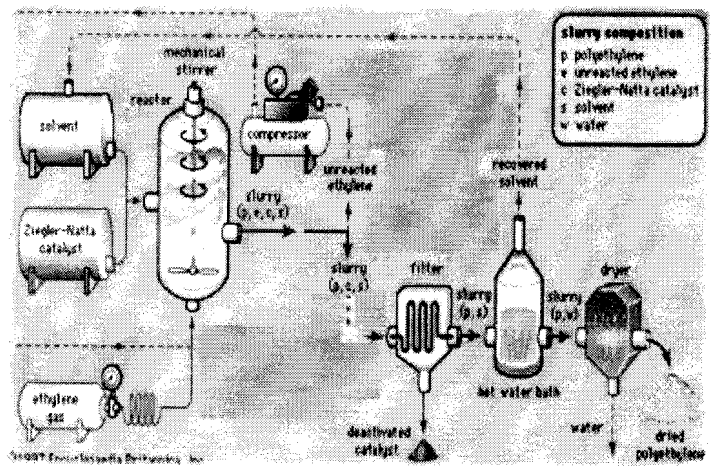 slurry composition
p polyethylene
e unreacted ethylene
c Ziegler-Natta catalyst
s solvent
w water
mechanical
stirrer
reactor
solvent
compressor
unreacted
ethylene
recovered
solvent
slurry
(p, e, c, s)
Ziegler-Natta
catalyst
slurry
(p, c, s)
filter
slurry
(p, s)
slurry
(p, w)
dryer
hot water bath
ethylene
gas
deactivated
catalyst
water
dried
polyethylene
Encyclopaedia Britannica, Inc.